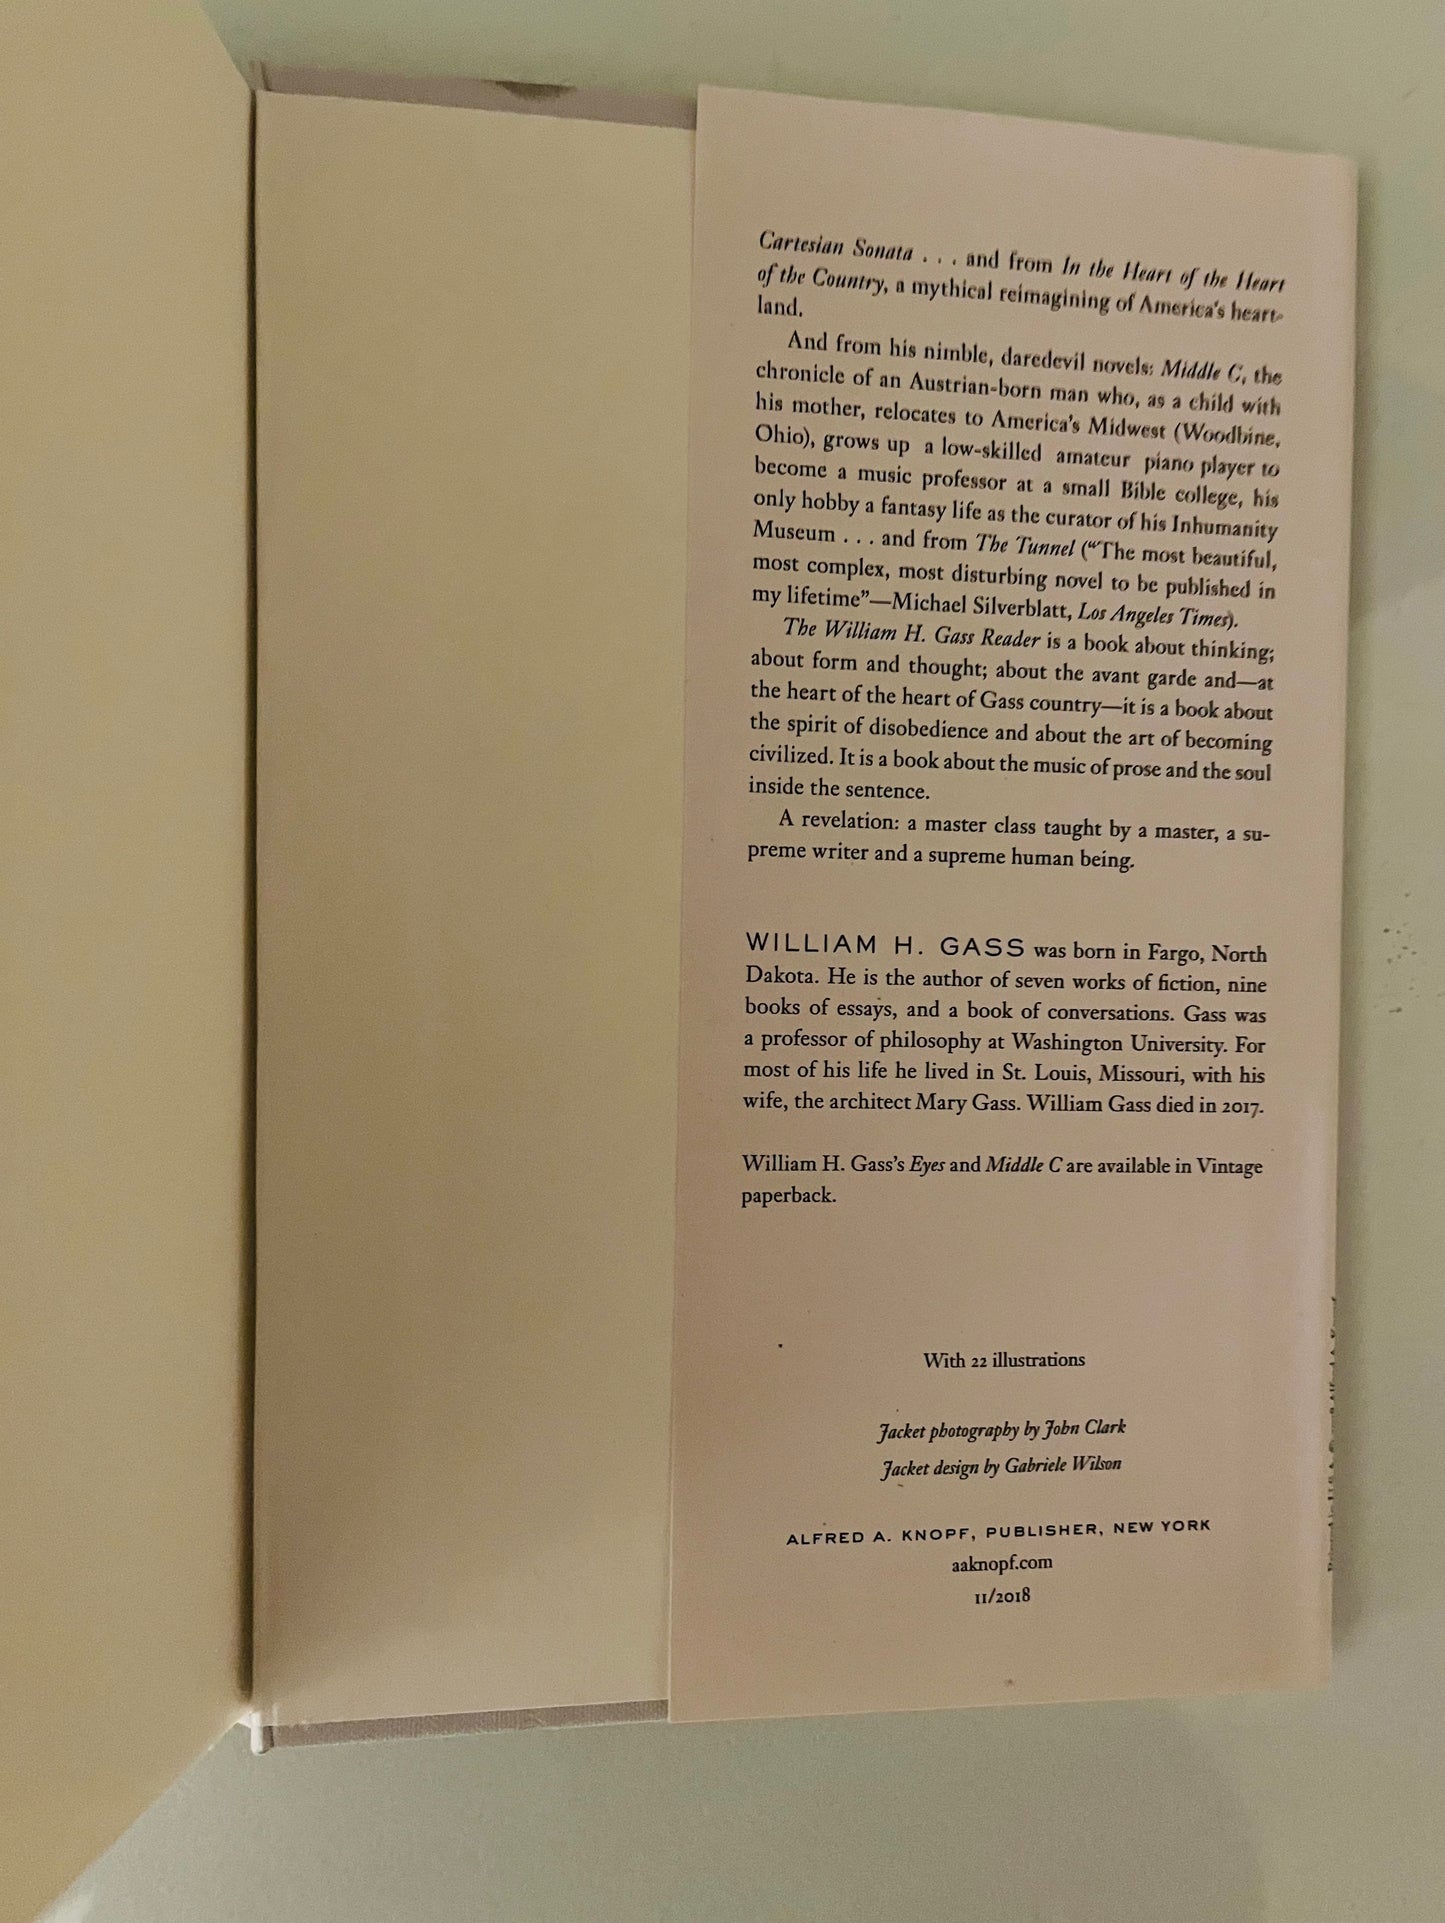 Cartesian Sonata . . . and from In the Heart of the Heart
of the Country, a mythical reimagining of America's heart-
land.
And from his nimble, daredevil novels: Middle C, the
chronicle of an Austrian-born man who, as a child with
his mother, relocates to America's Midwest (Woodbine,
Ohio), grows up a low-skilled amateur piano player to
become a music professor at a small Bible college, his
only hobby a fantasy life as the curator of his Inhumanity
Museum . . . and from The Tunnel (“The most beautiful,
most complex, most disturbing novel to be published in
my lifetime”—Michael Silverblatt, Los Angeles Times).
The William H. Gass Reader is a book about thinking;
about form and thought; about the avant garde and—at
the heart of the heart of Gass country—it is a book about
the spirit of disobedience and about the art of becoming
civilized. It is a book about the music of prose and the soul
inside the sentence.
A revelation: a master class taught by a master, a su-
preme writer and a supreme human being.
WILLIAM H. GASS was born in Fargo, North
Dakota. He is the author of seven works of fiction, nine
books of essays, and a book of conversations. Gass was
a professor of philosophy at Washington University. For
most of his life he lived in St. Louis, Missouri, with his
wife, the architect Mary Gass. William Gass died in 2017.
William H. Gass's Eyes and Middle C are available in Vintage
paperback.
With 22 illustrations
Jacket photography by John Clark
Jacket design by Gabriele Wilson
ALFRED A. KNOPF, PUBLISHER, NEW YORK
aaknopf.com
11/2018